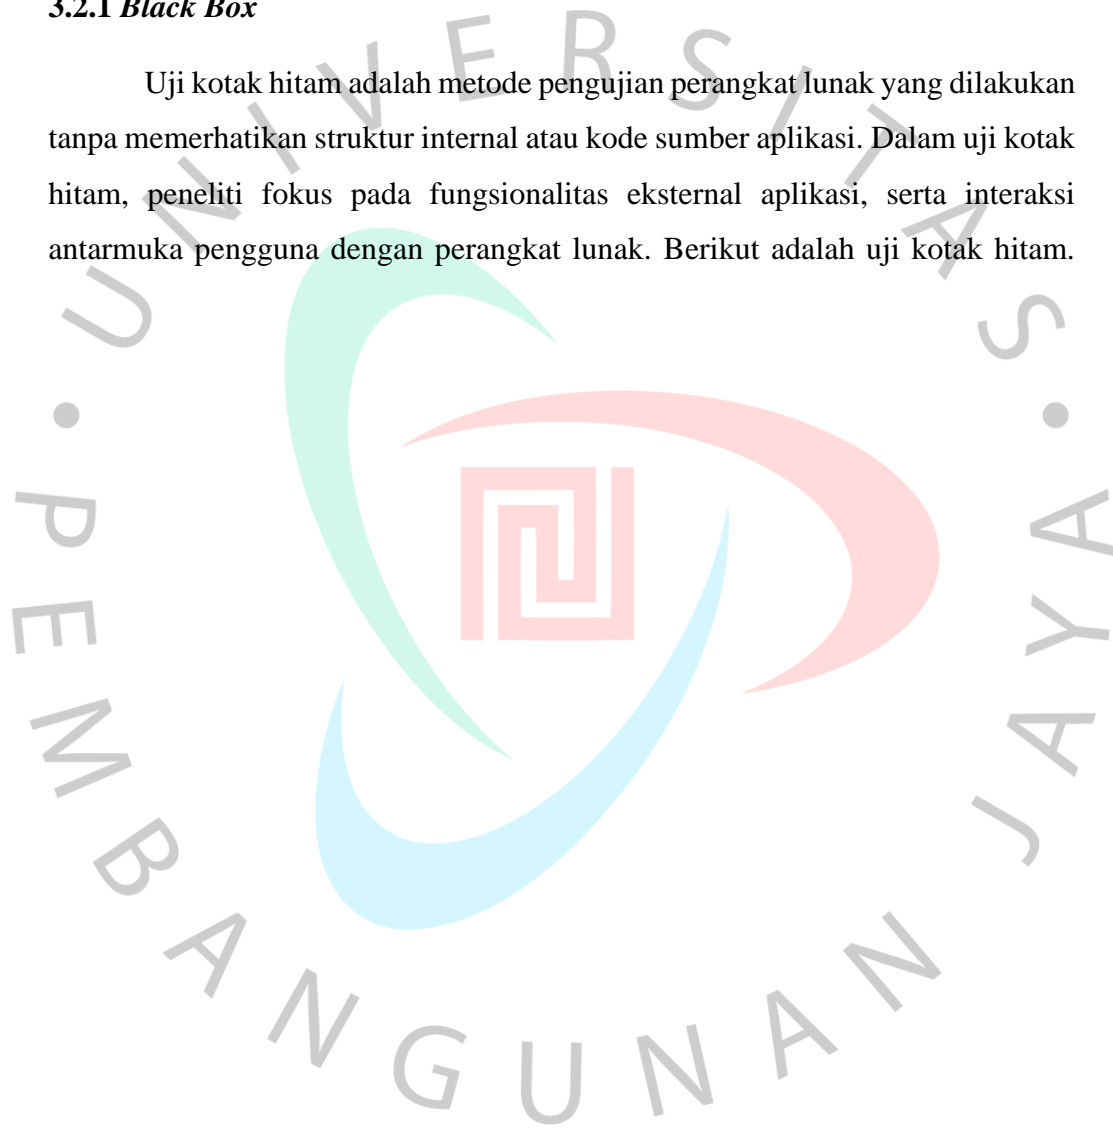 3.2.1 Black Box
Uji kotak hitam adalah metode pengujian perangkat lunak yang dilakukan
tanpa memerhatikan struktur internal atau kode sumber aplikasi. Dalam uji kotak
hitam, peneliti fokus pada fungsionalitas eksternal aplikasi, serta interaksi
antarmuka pengguna dengan perangkat lunak. Berikut adalah uji kotak hitam.
UNIVERSITAS • PEMBANGUNAN JAYA •